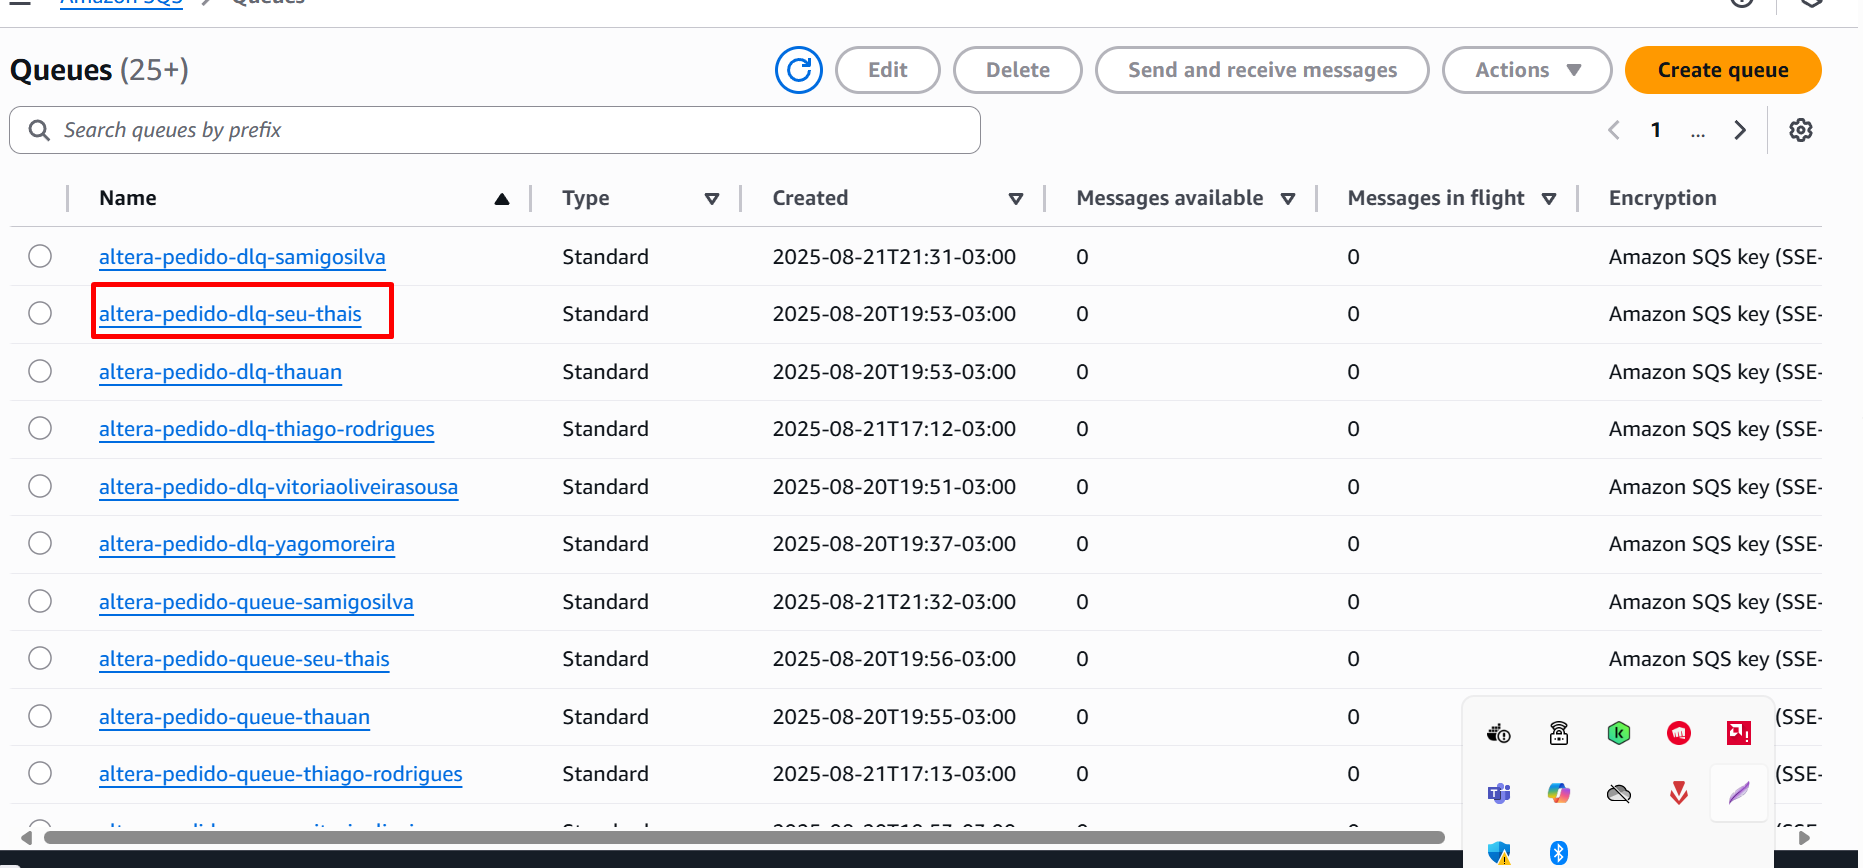 Amazon SQS > Queues
Queues (25+)
Edit
Delete
Send and receive messages
Actions
Create queue
Search queues by prefix
1
...
Name Type Created Messages available Messages in flight Encryption
altera-pedido-dlq-samigosilva Standard 2025-08-21T21:31-03:00 0 0 Amazon SQS key (SSE-
altera-pedido-dlq-seu-thais Standard 2025-08-20T19:53-03:00 0 0 Amazon SQS key (SSE-
altera-pedido-dlq-thauan Standard 2025-08-20T19:53-03:00 0 0 Amazon SQS key (SSE-
altera-pedido-dlq-thiago-rodrigues Standard 2025-08-21T17:12-03:00 0 0 Amazon SQS key (SSE-
altera-pedido-dlq-vitoriaoliveirasousa Standard 2025-08-20T19:51-03:00 0 0 Amazon SQS key (SSE-
altera-pedido-dlq-yagomoreira Standard 2025-08-20T19:37-03:00 0 0 Amazon SQS key (SSE-
altera-pedido-queue-samigosilva Standard 2025-08-21T21:32-03:00 0 0 Amazon SQS key (SSE-
altera-pedido-queue-seu-thais Standard 2025-08-20T19:56-03:00 0 0 Amazon SQS key (SSE-
altera-pedido-queue-thauan Standard 2025-08-20T19:55-03:00 0 0 (SSE-
altera-pedido-queue-thiago-rodrigues Standard 2025-08-21T17:13-03:00 0 0 (SSE-